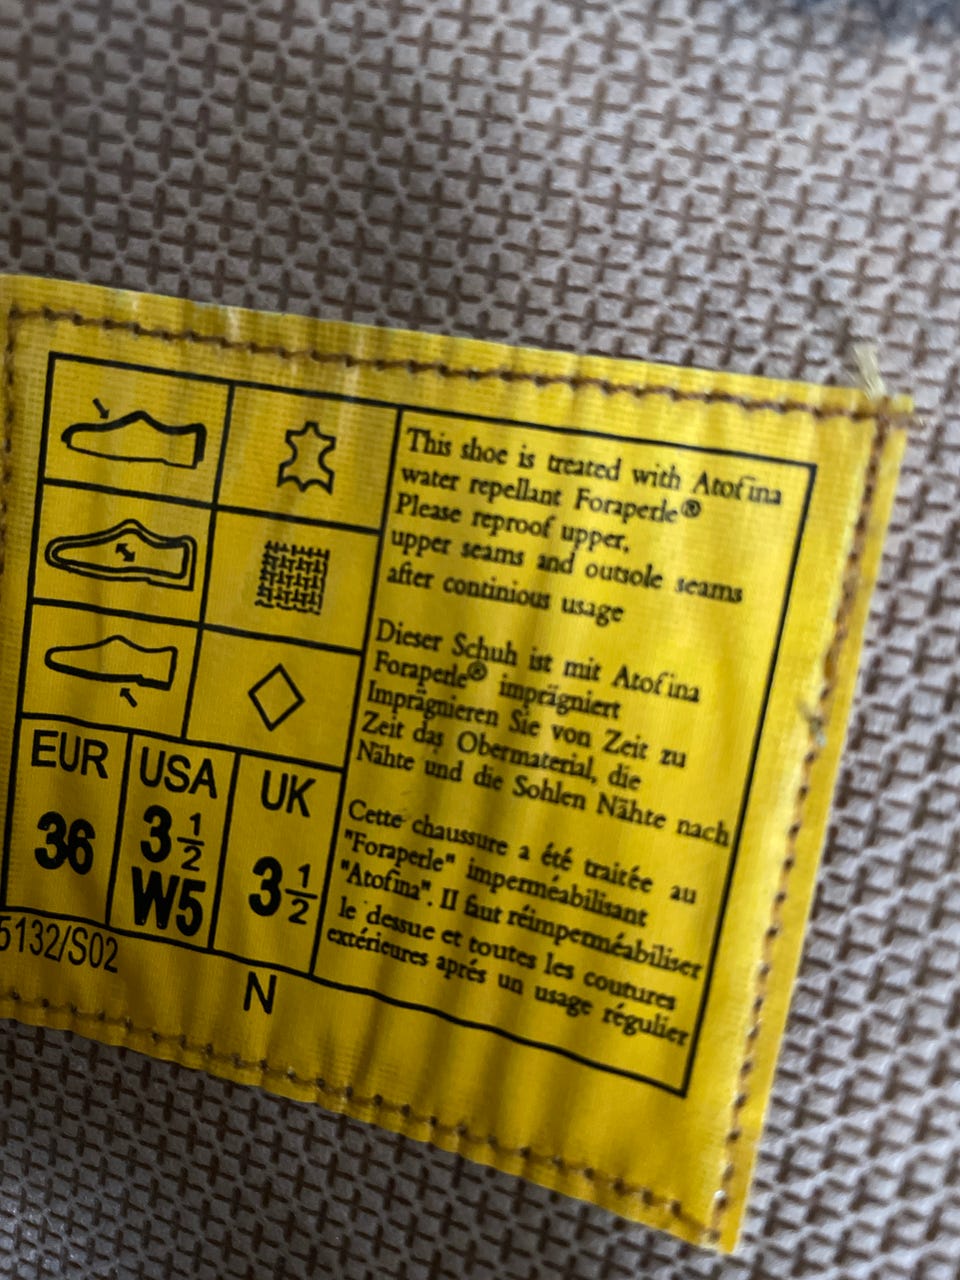 This shoe is treated with Atofina
water repellant Foraperle®
Please reproof upper,
upper seams and outsole seams
after continious usage
Dieser Schuh ist mit Atofina
Foraperle® imprägniert
Imprägnieren Sie von Zeit zu
Zeit das Obermaterial, die
Nähte und die Sohlen Nähte nach
Cette chaussure a été traitée au
"Foraperle" imperméabilisant
"Atofina". Il faut réimperméabiliser
le dessue et toutes les coutures
extérieures aprés un usage régulier
EUR USA UK
36 3 1/2 3 1/2
W5
5132/S02
N